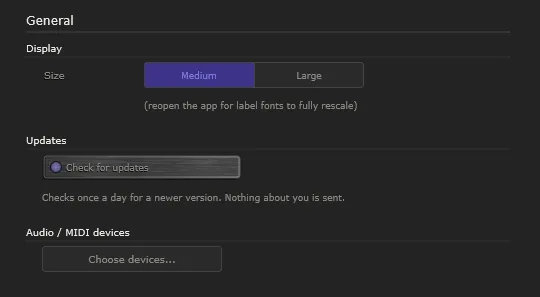 General
Display
Size
Medium
Large
(reopen the app for label fonts to fully rescale)
Updates
Check for updates
Checks once a day for a newer version. Nothing about you is sent.
Audio / MIDI devices
Choose devices...